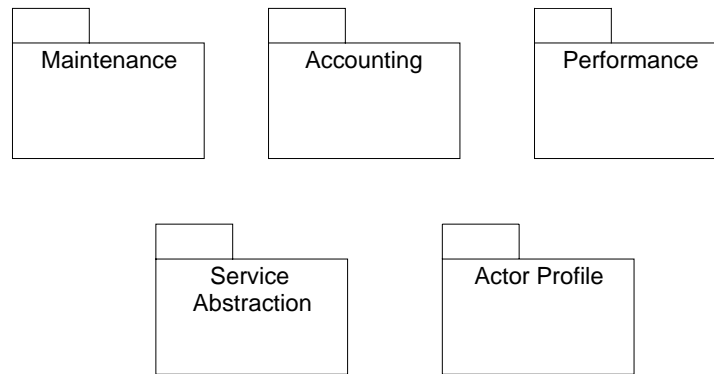 Maintenance
Accounting
Performance
Service
Abstraction
Actor Profile